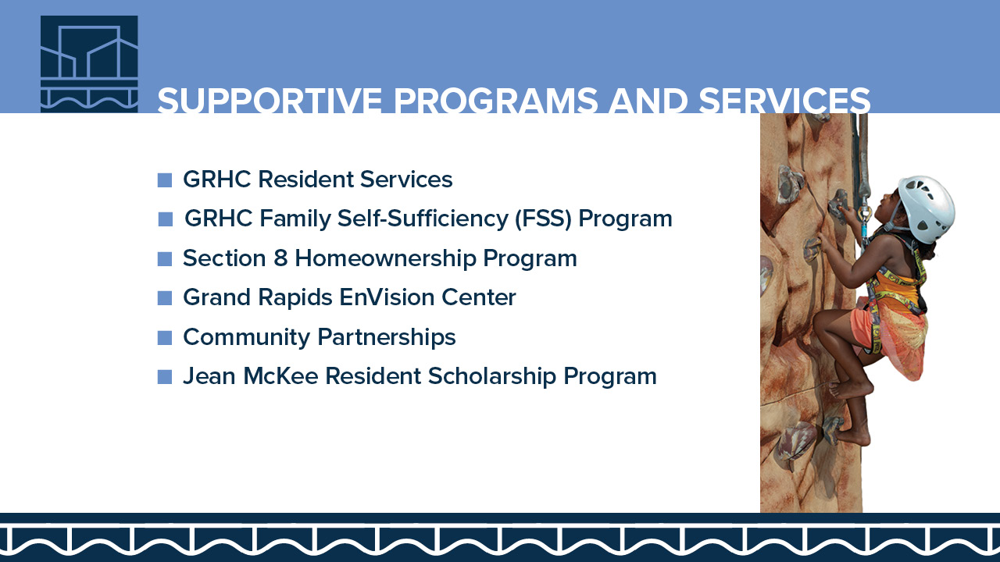 SUPPORTIVE PROGRAMS AND SERVICES
GRHC Resident Services
GRHC Family Self-Sufficiency (FSS) Program
Section 8 Homeownership Program
Grand Rapids EnVision Center
Community Partnerships
Jean McKee Resident Scholarship Program